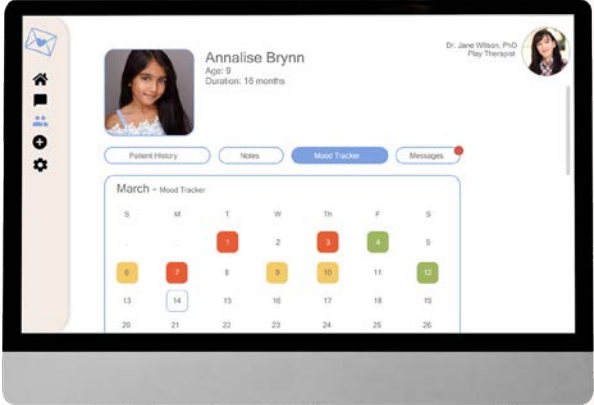 Annalise Brynn
Age: 9
Duration: 16 months
Dr. Jane Wilson, PhD
Play Therapist
Patient History Notes Mood Tracker Messages
March - Mood Tracker
S M T W Th F S
. . 1 2 3 4 5
6 7 8 9 10 11 12
13 14 15 16 17 18 19
20 21 22 23 24 25 26